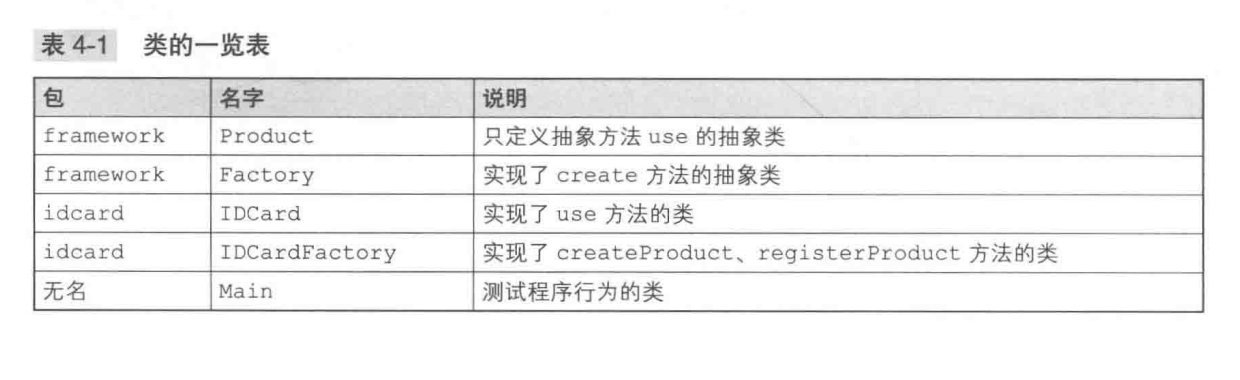 表 4-1 类的一览表
包 名字 说明
framework Product 只定义抽象方法 use 的抽象类
framework Factory 实现了 create 方法的抽象类
idcard IDCard 实现了 use 方法的类
idcard IDCardFactory 实现了 createProduct、registerProduct 方法的类
无名 Main 测试程序行为的类